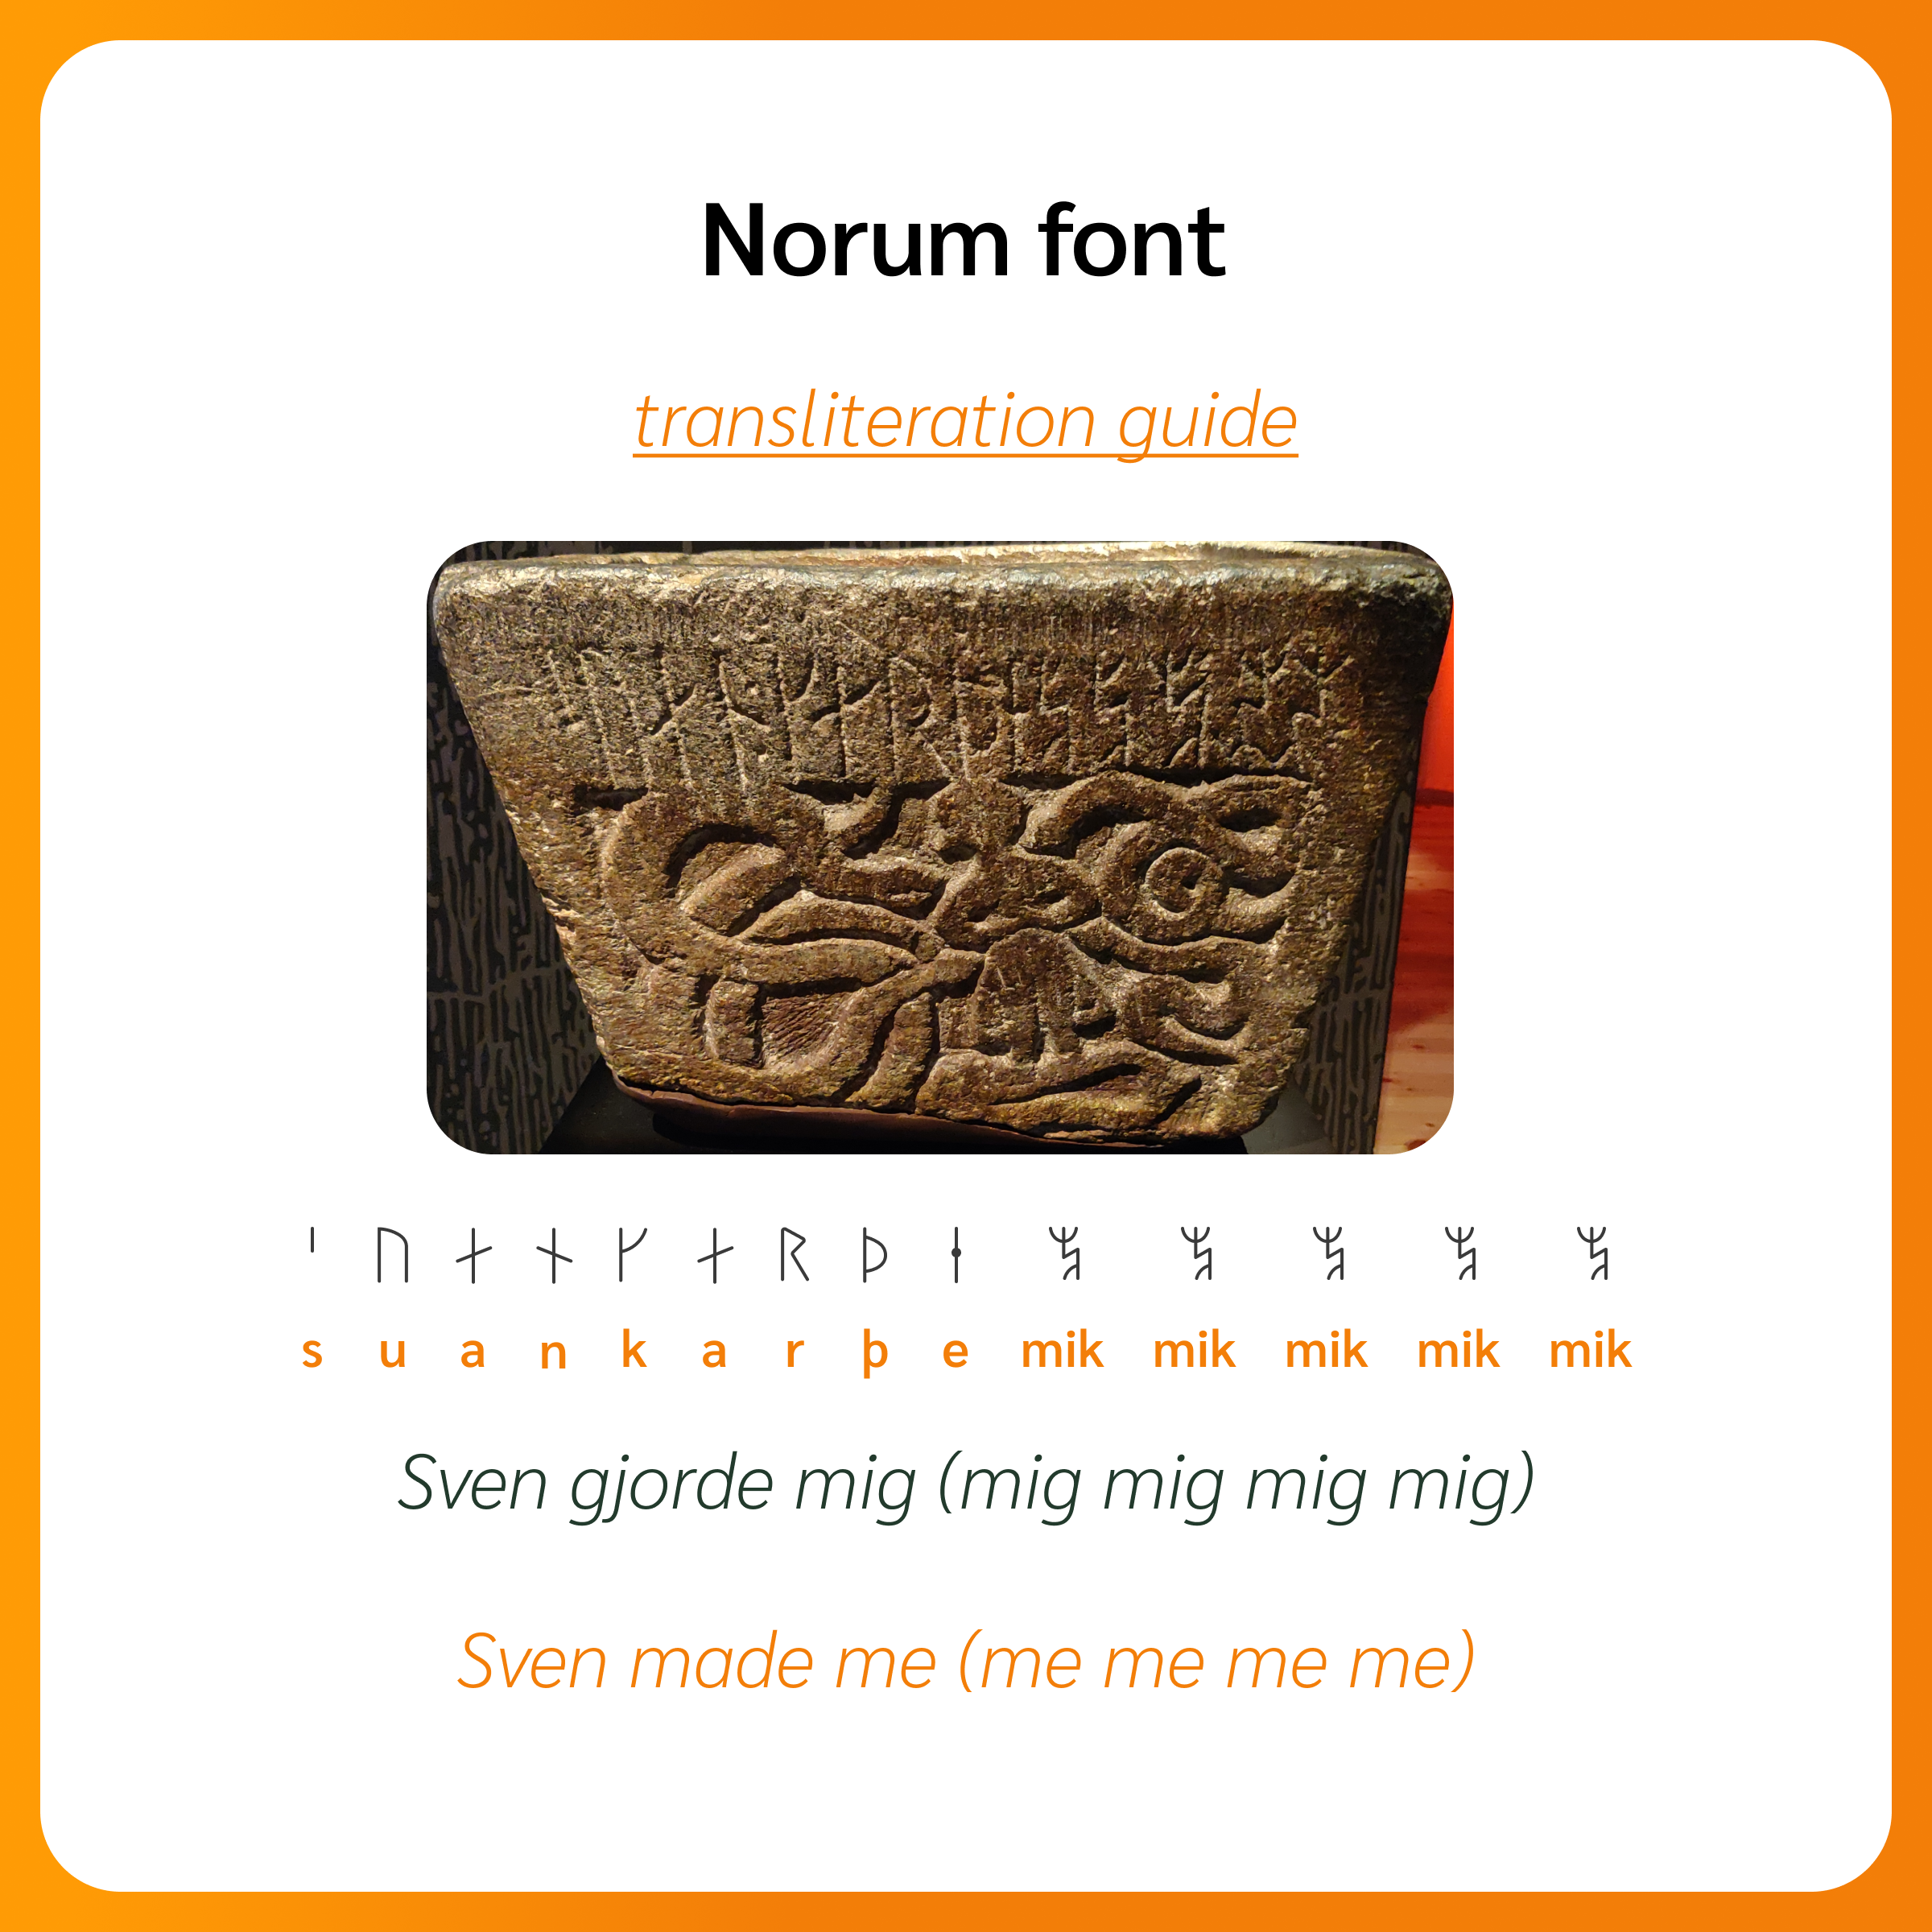 Norum font
transliteration guide
ᛌ ᚢ ᛅ ᚾ ᚴ ᛅ ᚱ ᚦ ᛂ
s u a n k a r þ e mik mik mik mik mik
Sven gjorde mig (mig mig mig mig)
Sven made me (me me me me)